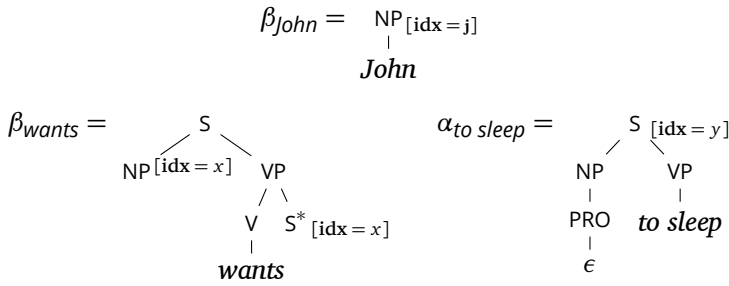 β_John = NP [idx = j]
John
β_wants = S α_to sleep = S [idx = y]
NP [idx = x] VP NP VP
V S* [idx = x] PRO to sleep
wants ϵ